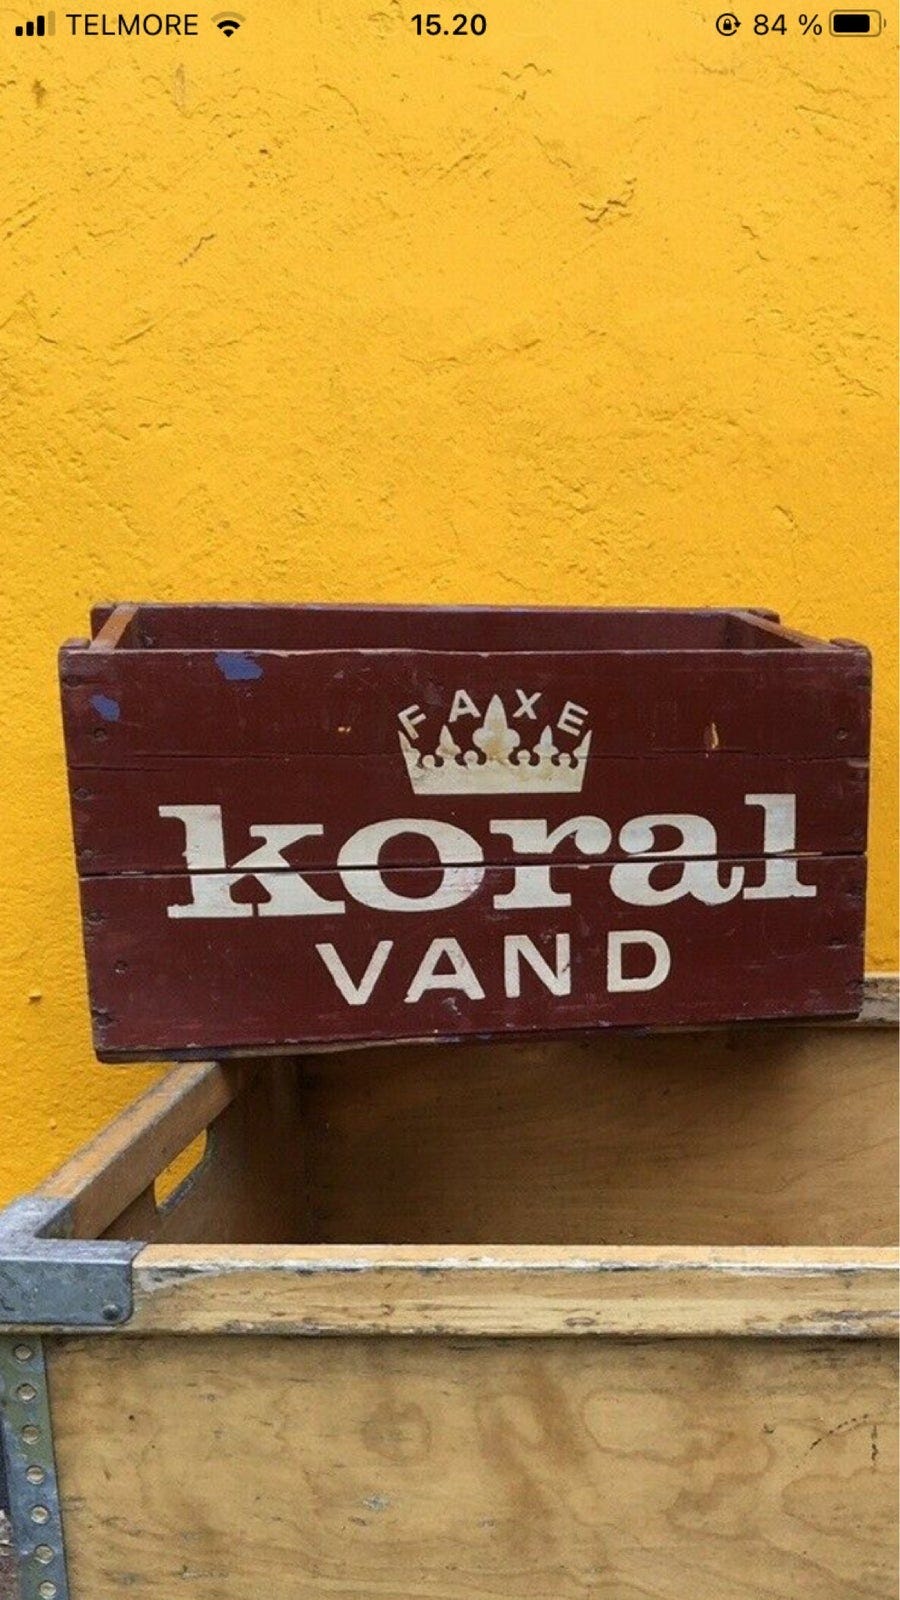 TELMORE 15.20 84 %
FAXE
koral
VAND